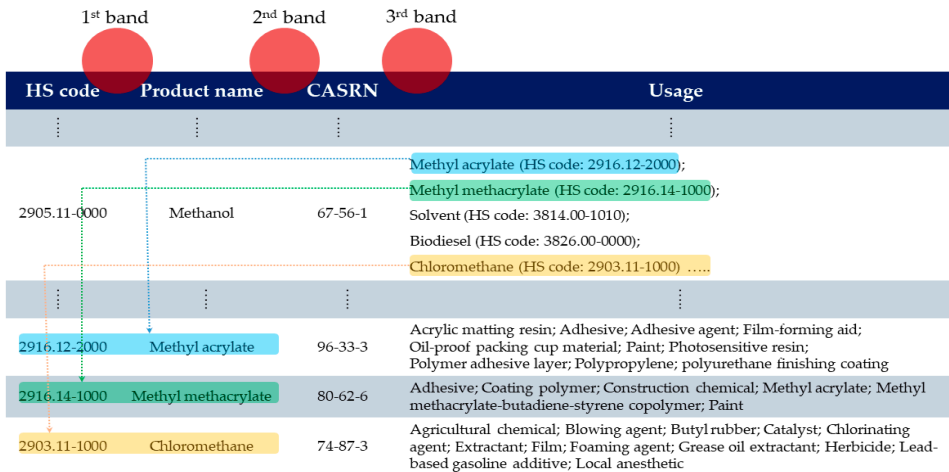 1st band 2nd band 3rd band
HS code Product name CASRN Usage
⋮ ⋮ ⋮
Methyl acrylate (HS code: 2916.12-2000);
Methyl methacrylate (HS code: 2916.14-1000);
2905.11-0000 Methanol 67-56-1 Solvent (HS code: 3814.00-1010);
Biodiesel (HS code: 3826.00-0000);
Chloromethane (HS code: 2903.11-1000) …..
⋮ ⋮ ⋮ ⋮
Acrylic matting resin; Adhesive; Adhesive agent; Film-forming aid;
2916.12-2000 Methyl acrylate 96-33-3 Oil-proof packing cup material; Paint; Photosensitive resin;
Polymer adhesive layer; Polypropylene; polyurethane finishing coating
2916.14-1000 Methyl methacrylate 80-62-6 Adhesive; Coating polymer; Construction chemical; Methyl acrylate; Methyl
methacrylate-butadiene-styrene copolymer; Paint
Agricultural chemical; Blowing agent; Butyl rubber; Catalyst; Chlorinating
2903.11-1000 Chloromethane 74-87-3 agent; Extractant; Film; Foaming agent; Grease oil extractant; Herbicide; Lead-
based gasoline additive; Local anesthetic